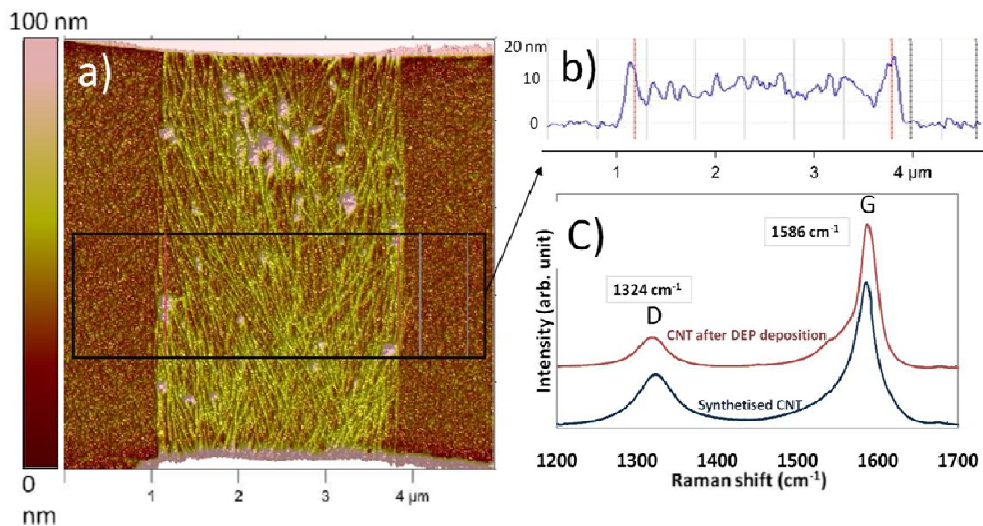 100 nm
a)
0
nm
1 2 3 4 µm
b)
20 nm
10
0
1 2 3 4 µm
C)
G
1586 cm⁻¹
1324 cm⁻¹
D
CNT after DEP deposition
Synthetised CNT
Intensity (arb. unit)
1200 1300 1400 1500 1600 1700
Raman shift (cm⁻¹)